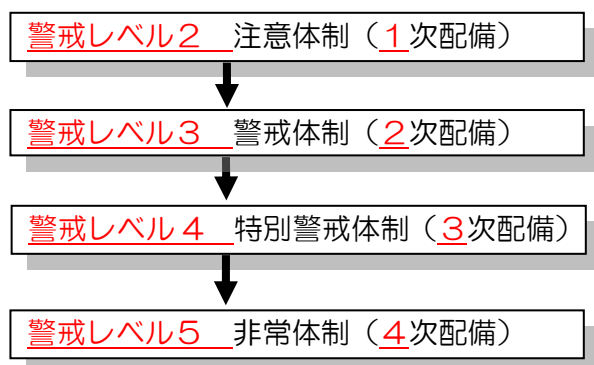 警戒レベル２　注意体制（１次配備）
警戒レベル３　警戒体制（２次配備）
警戒レベル４　特別警戒体制（３次配備）
警戒レベル５　非常体制（４次配備）